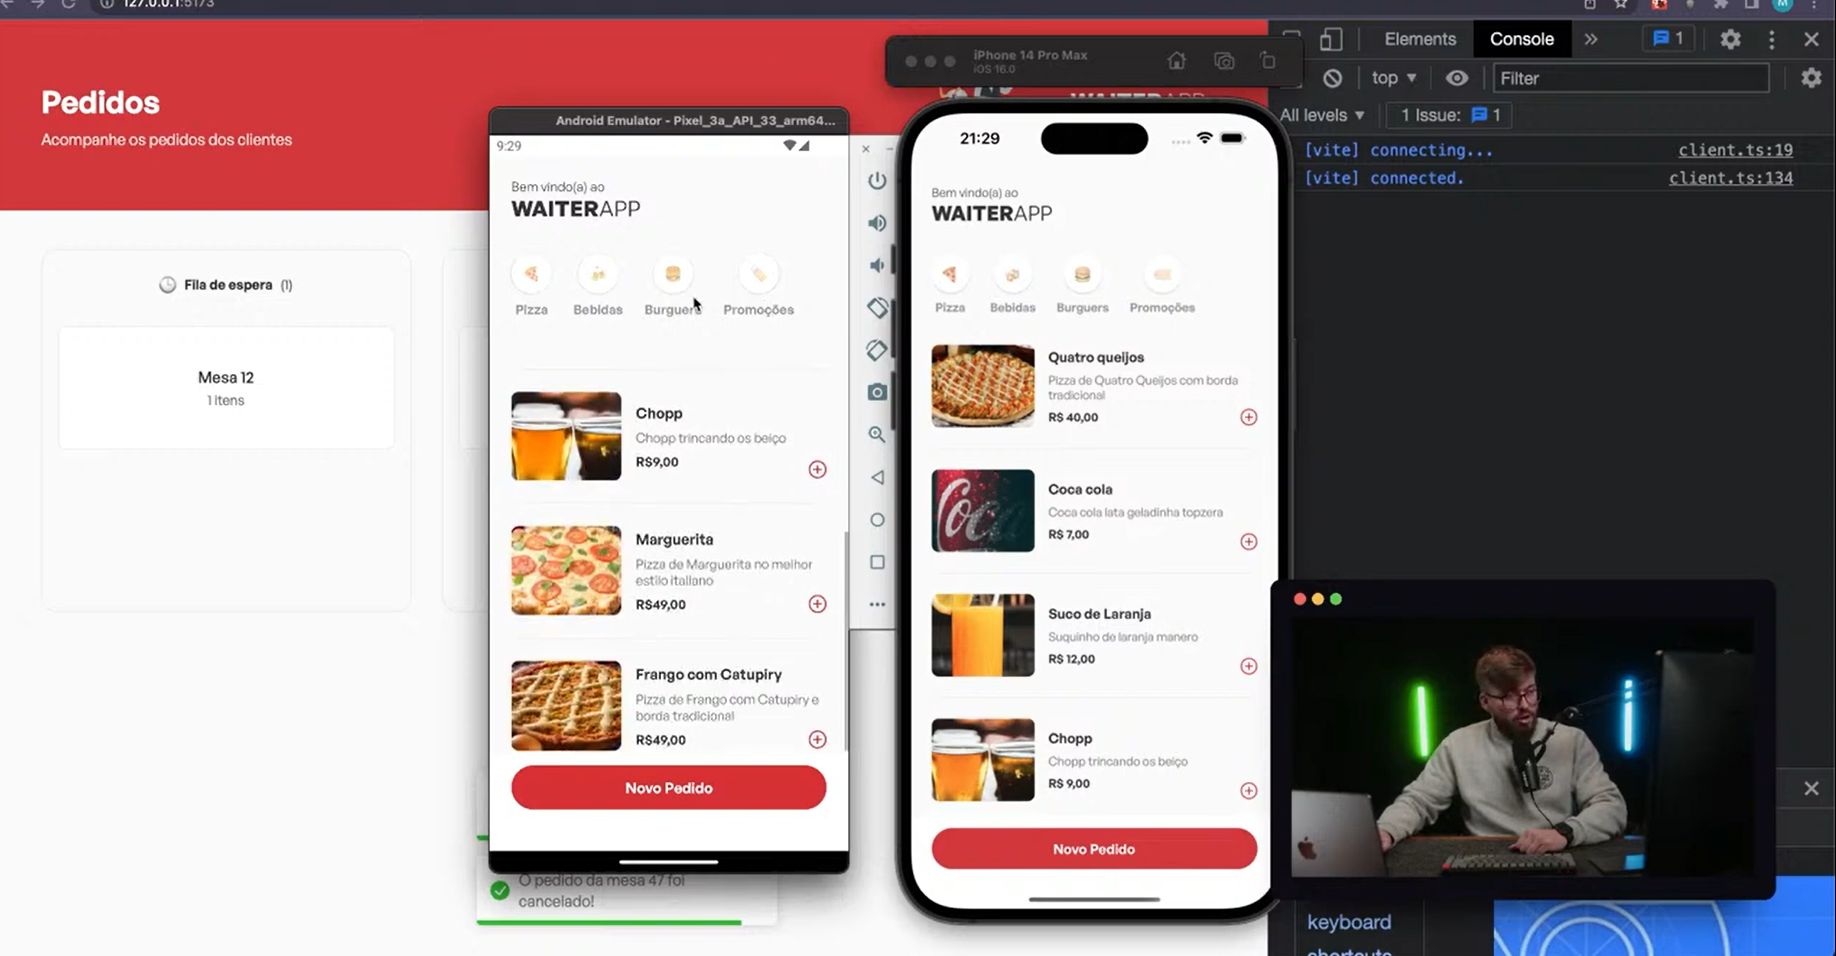 127.0.0.1:5173
Pedidos
Acompanhe os pedidos dos clientes
Fila de espera (1)
Mesa 12
1 itens
Android Emulator - Pixel_3a_API_33_arm64...
9:29
Bem vindo(a) ao
WAITERAPP
Pizza
Bebidas
Burguers
Promoções
Chopp
Chopp trincando os beiço
R$9,00
Marguerita
Pizza de Marguerita no melhor
estilo italiano
R$49,00
Frango com Catupiry
Pizza de Frango com Catupiry e
borda tradicional
R$49,00
Novo Pedido
O pedido da mesa 47 foi
cancelado!
iPhone 14 Pro Max
iOS 16.0
WAITERAPP
21:29
Bem vindo(a) ao
WAITERAPP
Pizza
Bebidas
Burguers
Promoções
Quatro queijos
Pizza de Quatro Queijos com borda
tradicional
R$ 40,00
Coca cola
Coca cola lata geladinha topzera
R$ 7,00
Suco de Laranja
Suquinho de laranja manero
R$ 12,00
Chopp
Chopp trincando os beiço
R$ 9,00
Novo Pedido
Elements
Console
1
top
Filter
All levels
1 Issue:
1
[vite] connecting...
client.ts:19
[vite] connected.
client.ts:134
keyboard
shortcuts